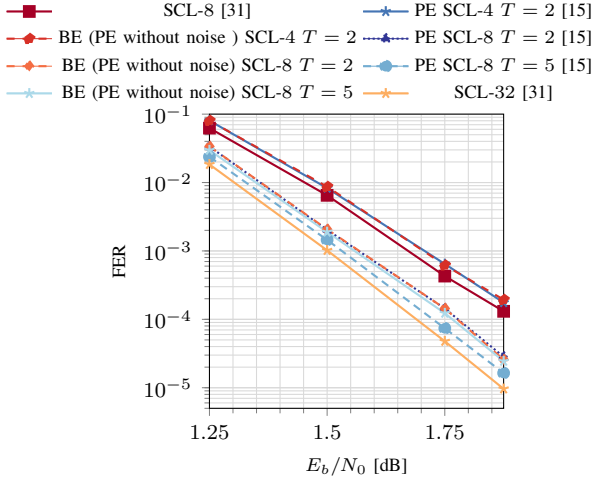 SCL-8 [31]
PE SCL-4 T = 2 [15]
BE (PE without noise ) SCL-4 T = 2
PE SCL-8 T = 2 [15]
BE (PE without noise) SCL-8 T = 2
PE SCL-8 T = 5 [15]
BE (PE without noise) SCL-8 T = 5
SCL-32 [31]
10⁻¹
10⁻²
10⁻³
10⁻⁴
10⁻⁵
FER
1.25 1.5 1.75
E_b/N_0 [dB]